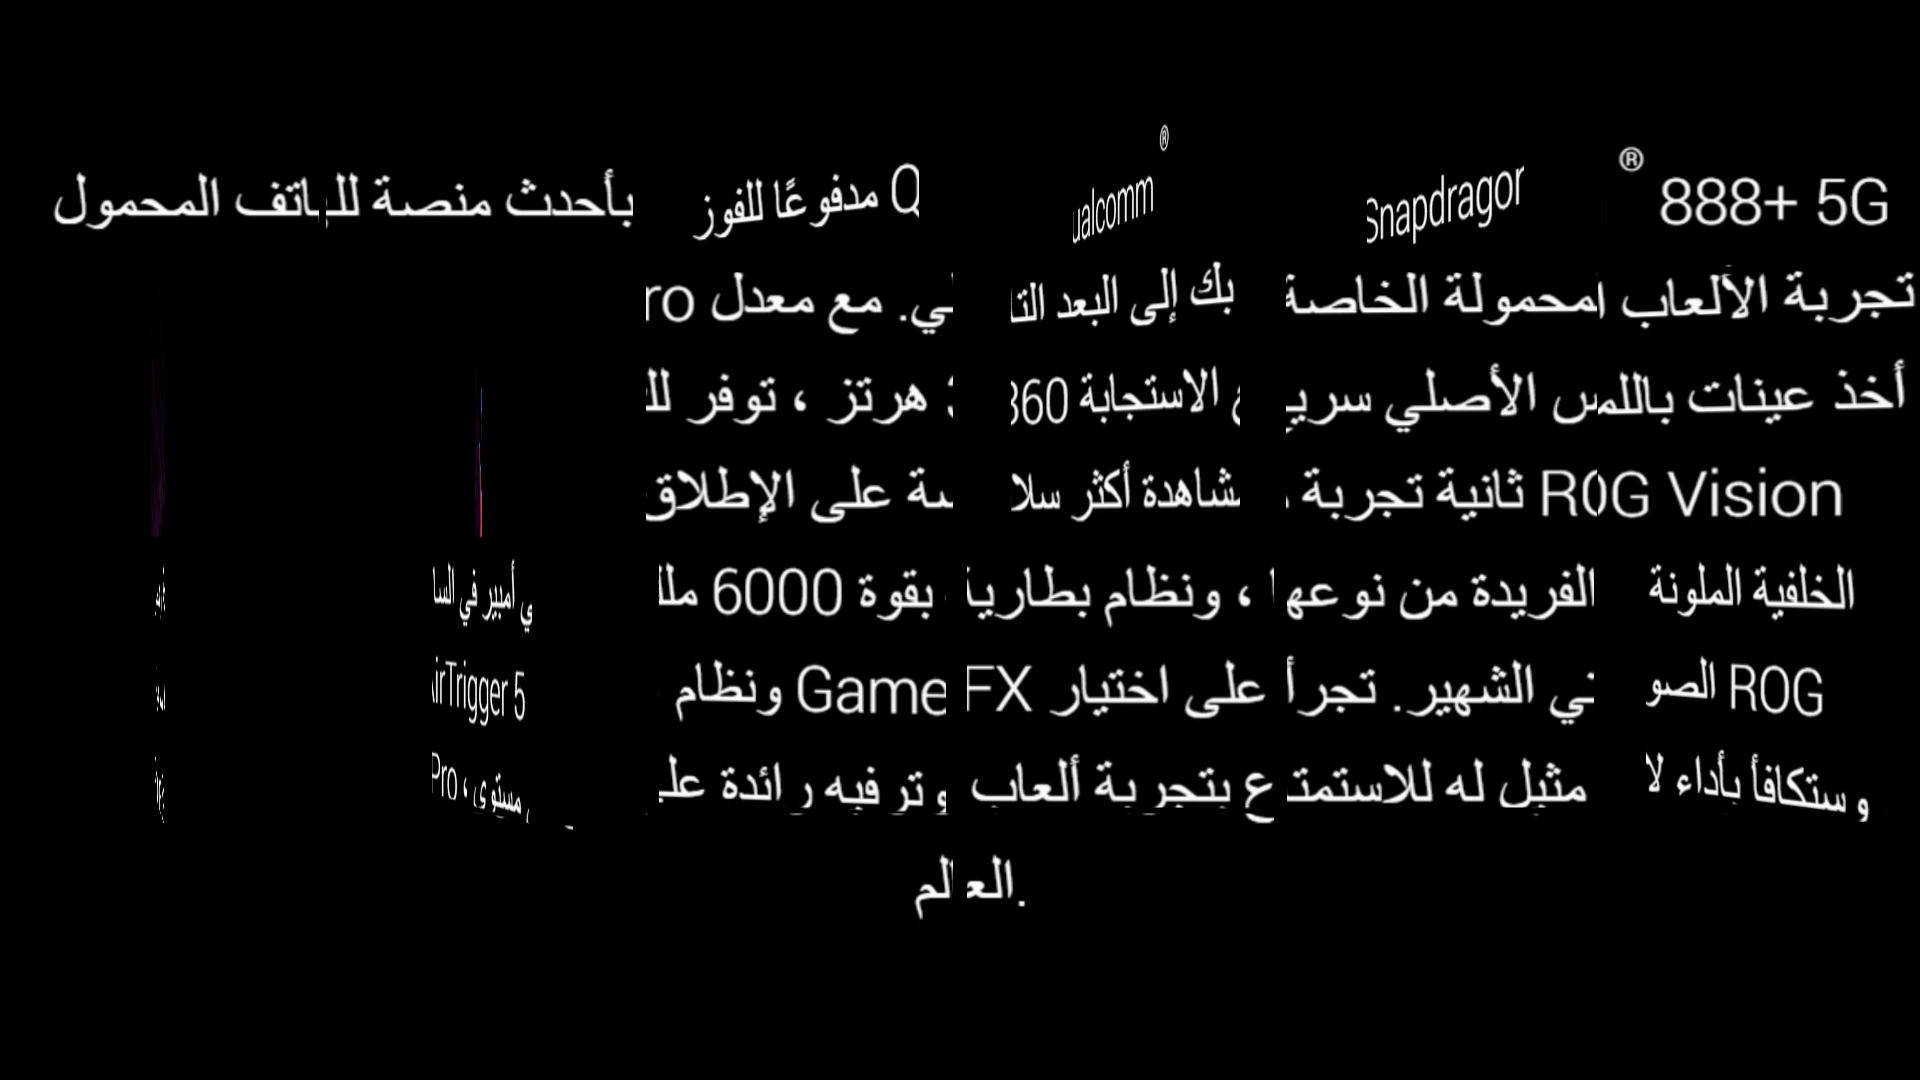 Qualcomm® Snapdragon® 888+ 5G مدفوعًا للفوز بأحدث منصة للهاتف المحمول
تجربة الألعاب المحمولة الخاصة بك إلى البعد التالي. مع معدل
أخذ عينات باللمس الأصلي سريع الاستجابة 360 هرتز ، توفر
ROG Vision ثانية تجربة مشاهدة أكثر سلاسة على الإطلاق
الخلفية الملونة الفريدة من نوعها ، ونظام بطارية بقوة 6000 مللي أمبير في
ROG الصوتي الشهير. تجرأ على اختيار GameFX ونظام AirTrigger 5
وستكافأ بأداء لا مثيل له للاستمتاع بتجربة ألعاب وترفيه رائدة على مستوى ، Pro
العالم.